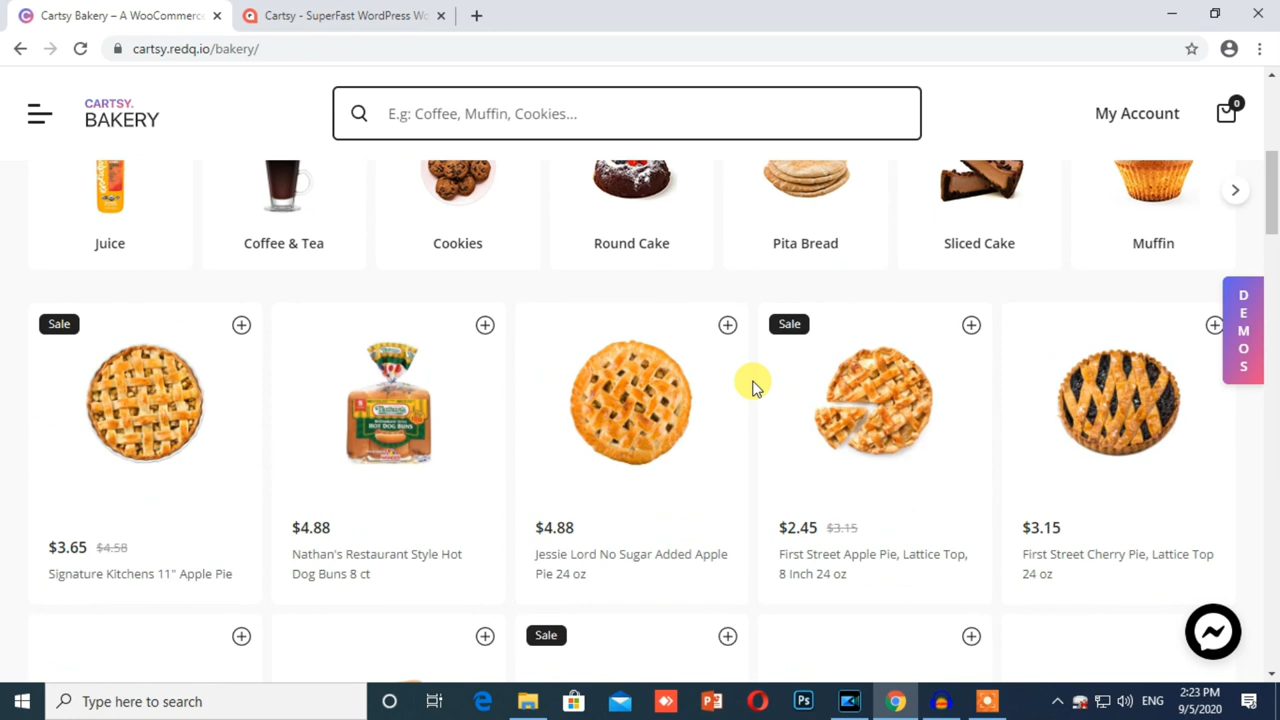 Cartsy Bakery – A WooCommerce
Cartsy - SuperFast WordPress Wo
cartsy.redq.io/bakery/
CARTSY.
BAKERY
E.g: Coffee, Muffin, Cookies...
My Account
0
Juice
Coffee & Tea
Cookies
Round Cake
Pita Bread
Sliced Cake
Muffin
DEMOS
Sale
Sale
$3.65 $4.58
Signature Kitchens 11" Apple Pie
$4.88
Nathan's Restaurant Style Hot
Dog Buns 8 ct
$4.88
Jessie Lord No Sugar Added Apple
Pie 24 oz
$2.45 $3.15
First Street Apple Pie, Lattice Top,
8 Inch 24 oz
$3.15
First Street Cherry Pie, Lattice Top
24 oz
Sale
Type here to search
ENG
2:23 PM
9/5/2020